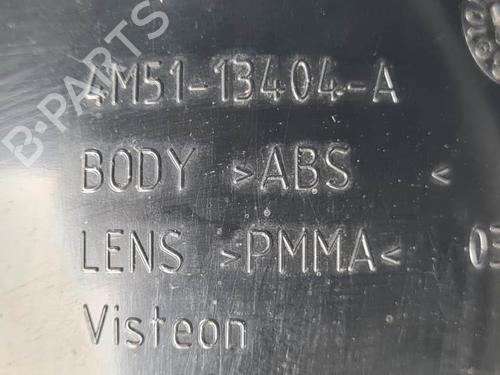 B-PARTS
4M51-13404-A
BODY >ABS <
LENS >PMMA< 03
Visteon